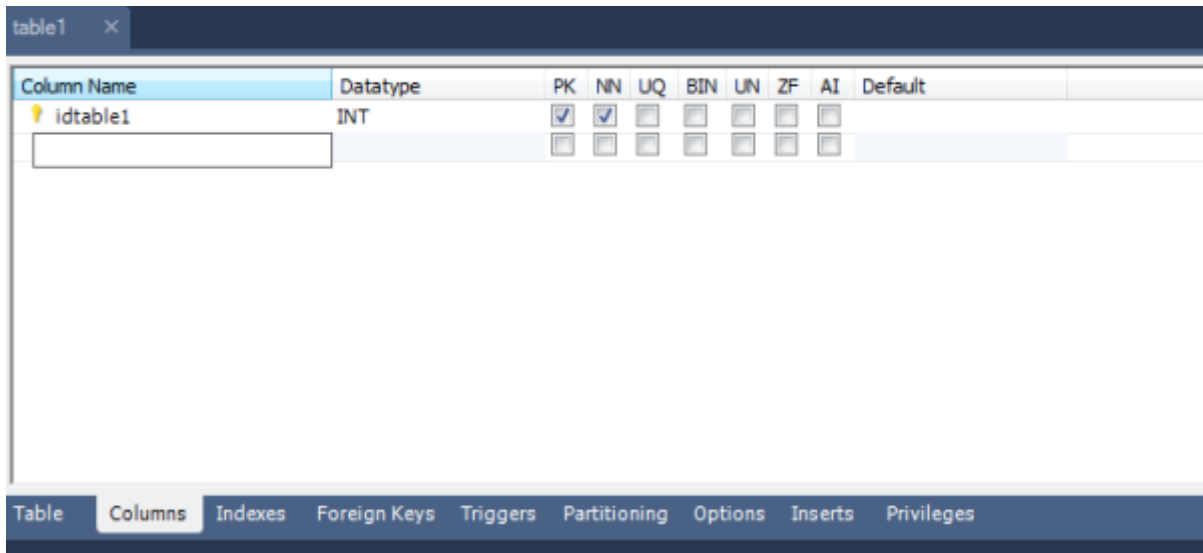 table1
Column Name Datatype PK NN UQ BIN UN ZF AI Default
idtable1 INT
Table Columns Indexes Foreign Keys Triggers Partitioning Options Inserts Privileges